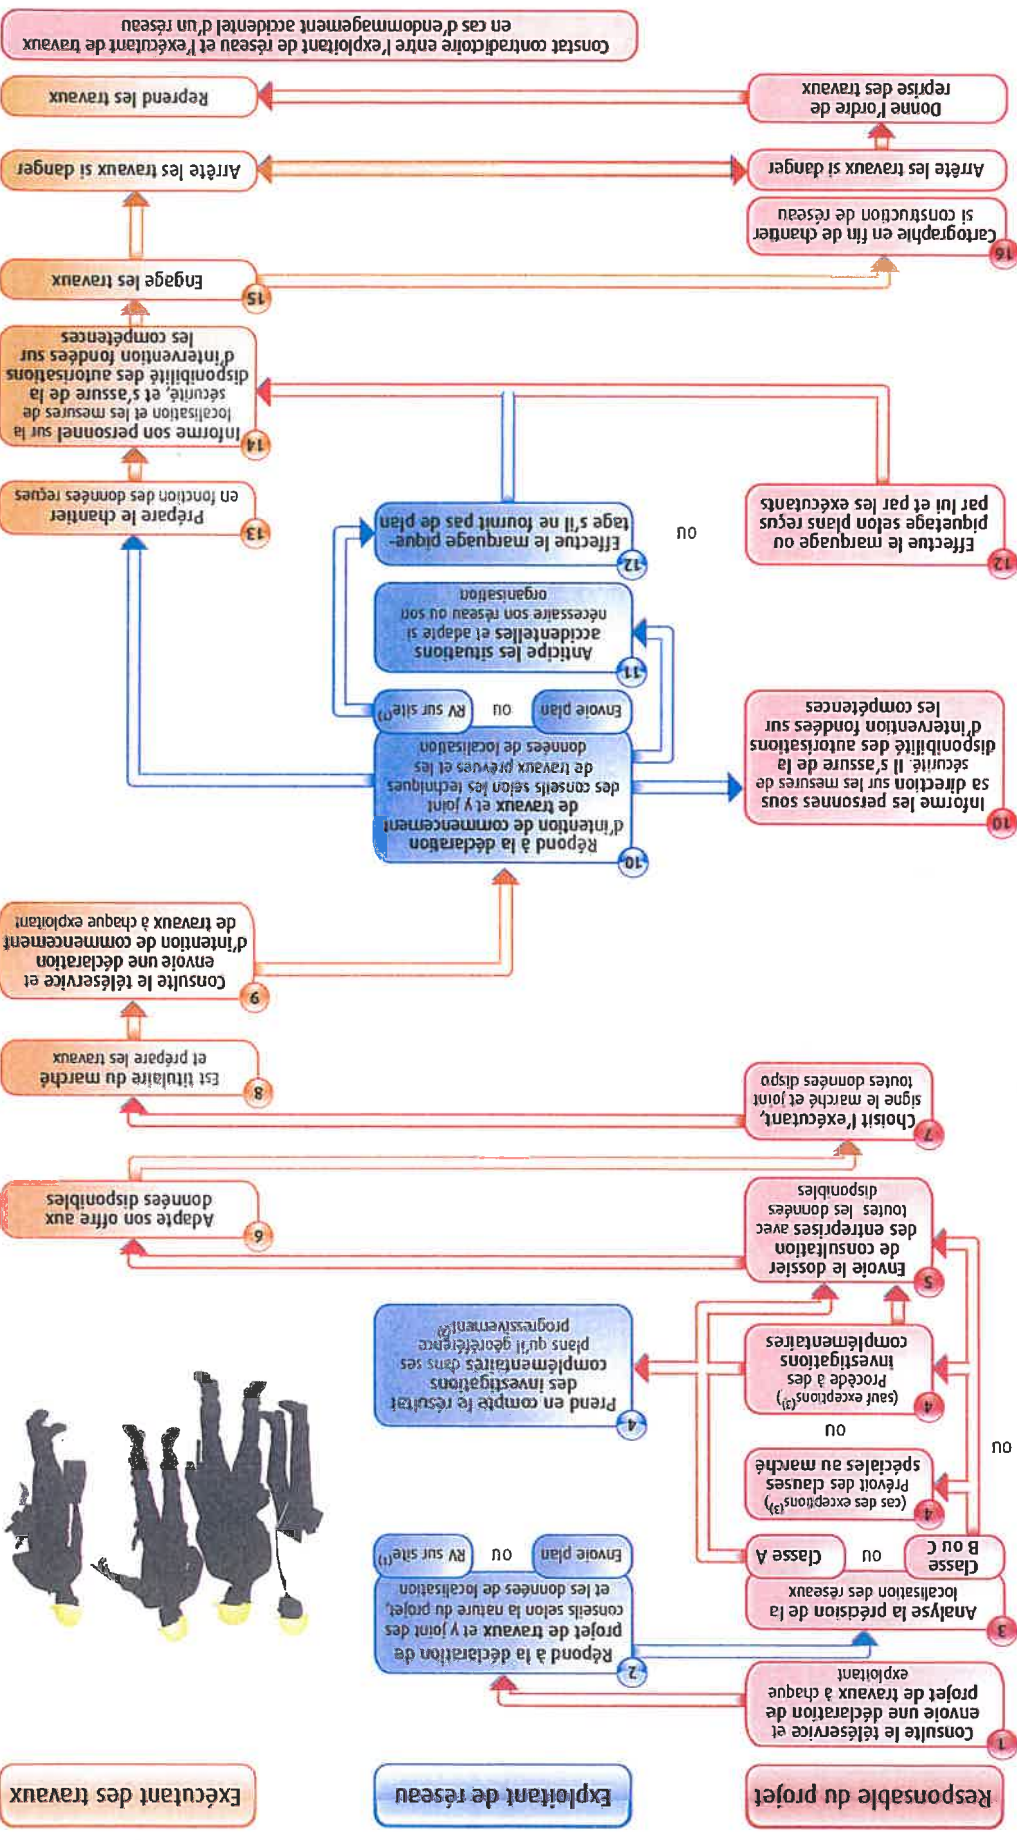 Responsable du projet
Exploitant de réseau
Exécutant des travaux
1
Consulte le téléservice et
envoie une déclaration de
projet de travaux à chaque
exploitant
2
Répond à la déclaration de
projet de travaux et y joint des
conseils selon la nature du projet,
et les données de localisation
Envoie plan
ou
RV sur site(1)
3
Analyse la précision de la
localisation des réseaux
Classe
B ou C
ou
Classe A
ou
4
(cas des exceptions(3))
Prévoit des clauses
spéciales au marché
ou
4
(sauf exceptions(3))
Procède à des
investigations
complémentaires
4
Prend en compte le résultat
des investigations
complémentaires dans ses
plans qu'il géoréférence
progressivement(2)
5
Envoie le dossier
de consultation
des entreprises avec
toutes les données
disponibles
6
Adapte son offre aux
données disponibles
7
Choisit l'exécutant,
signe le marché et joint
toutes données dispo
8
Est titulaire du marché
et prépare les travaux
9
Consulte le téléservice et
envoie une déclaration
d'intention de commencement
de travaux à chaque exploitant
10
Répond à la déclaration
d'intention de commencement
de travaux et y joint
des conseils selon les techniques
de travaux prévues et les
données de localisation
Envoie plan
ou
RV sur site(1)
10
Informe les personnes sous
sa direction sur les mesures de
sécurité. Il s'assure de la
disponibilité des autorisations
d'intervention fondées sur
les compétences
11
Anticipe les situations
accidentelles et adapte si
nécessaire son réseau ou son
organisation
12
Effectue le marquage ou
piquetage selon plans reçus
par lui et par les exécutants
ou
12
Effectue le marquage pique-
tage s'il ne fournit pas de plan
13
Prépare le chantier
en fonction des données reçues
14
Informe son personnel sur la
localisation et les mesures de
sécurité, et s'assure de la
disponibilité des autorisations
d'intervention fondées sur
les compétences
15
Engage les travaux
16
Cartographie en fin de chantier
si construction de réseau
Arrête les travaux si danger
Arrête les travaux si danger
Donne l'ordre de
reprise des travaux
Reprend les travaux
Constat contradictoire entre l'exploitant de réseau et l'exécutant de travaux
en cas d'endommagement accidentel d'un réseau